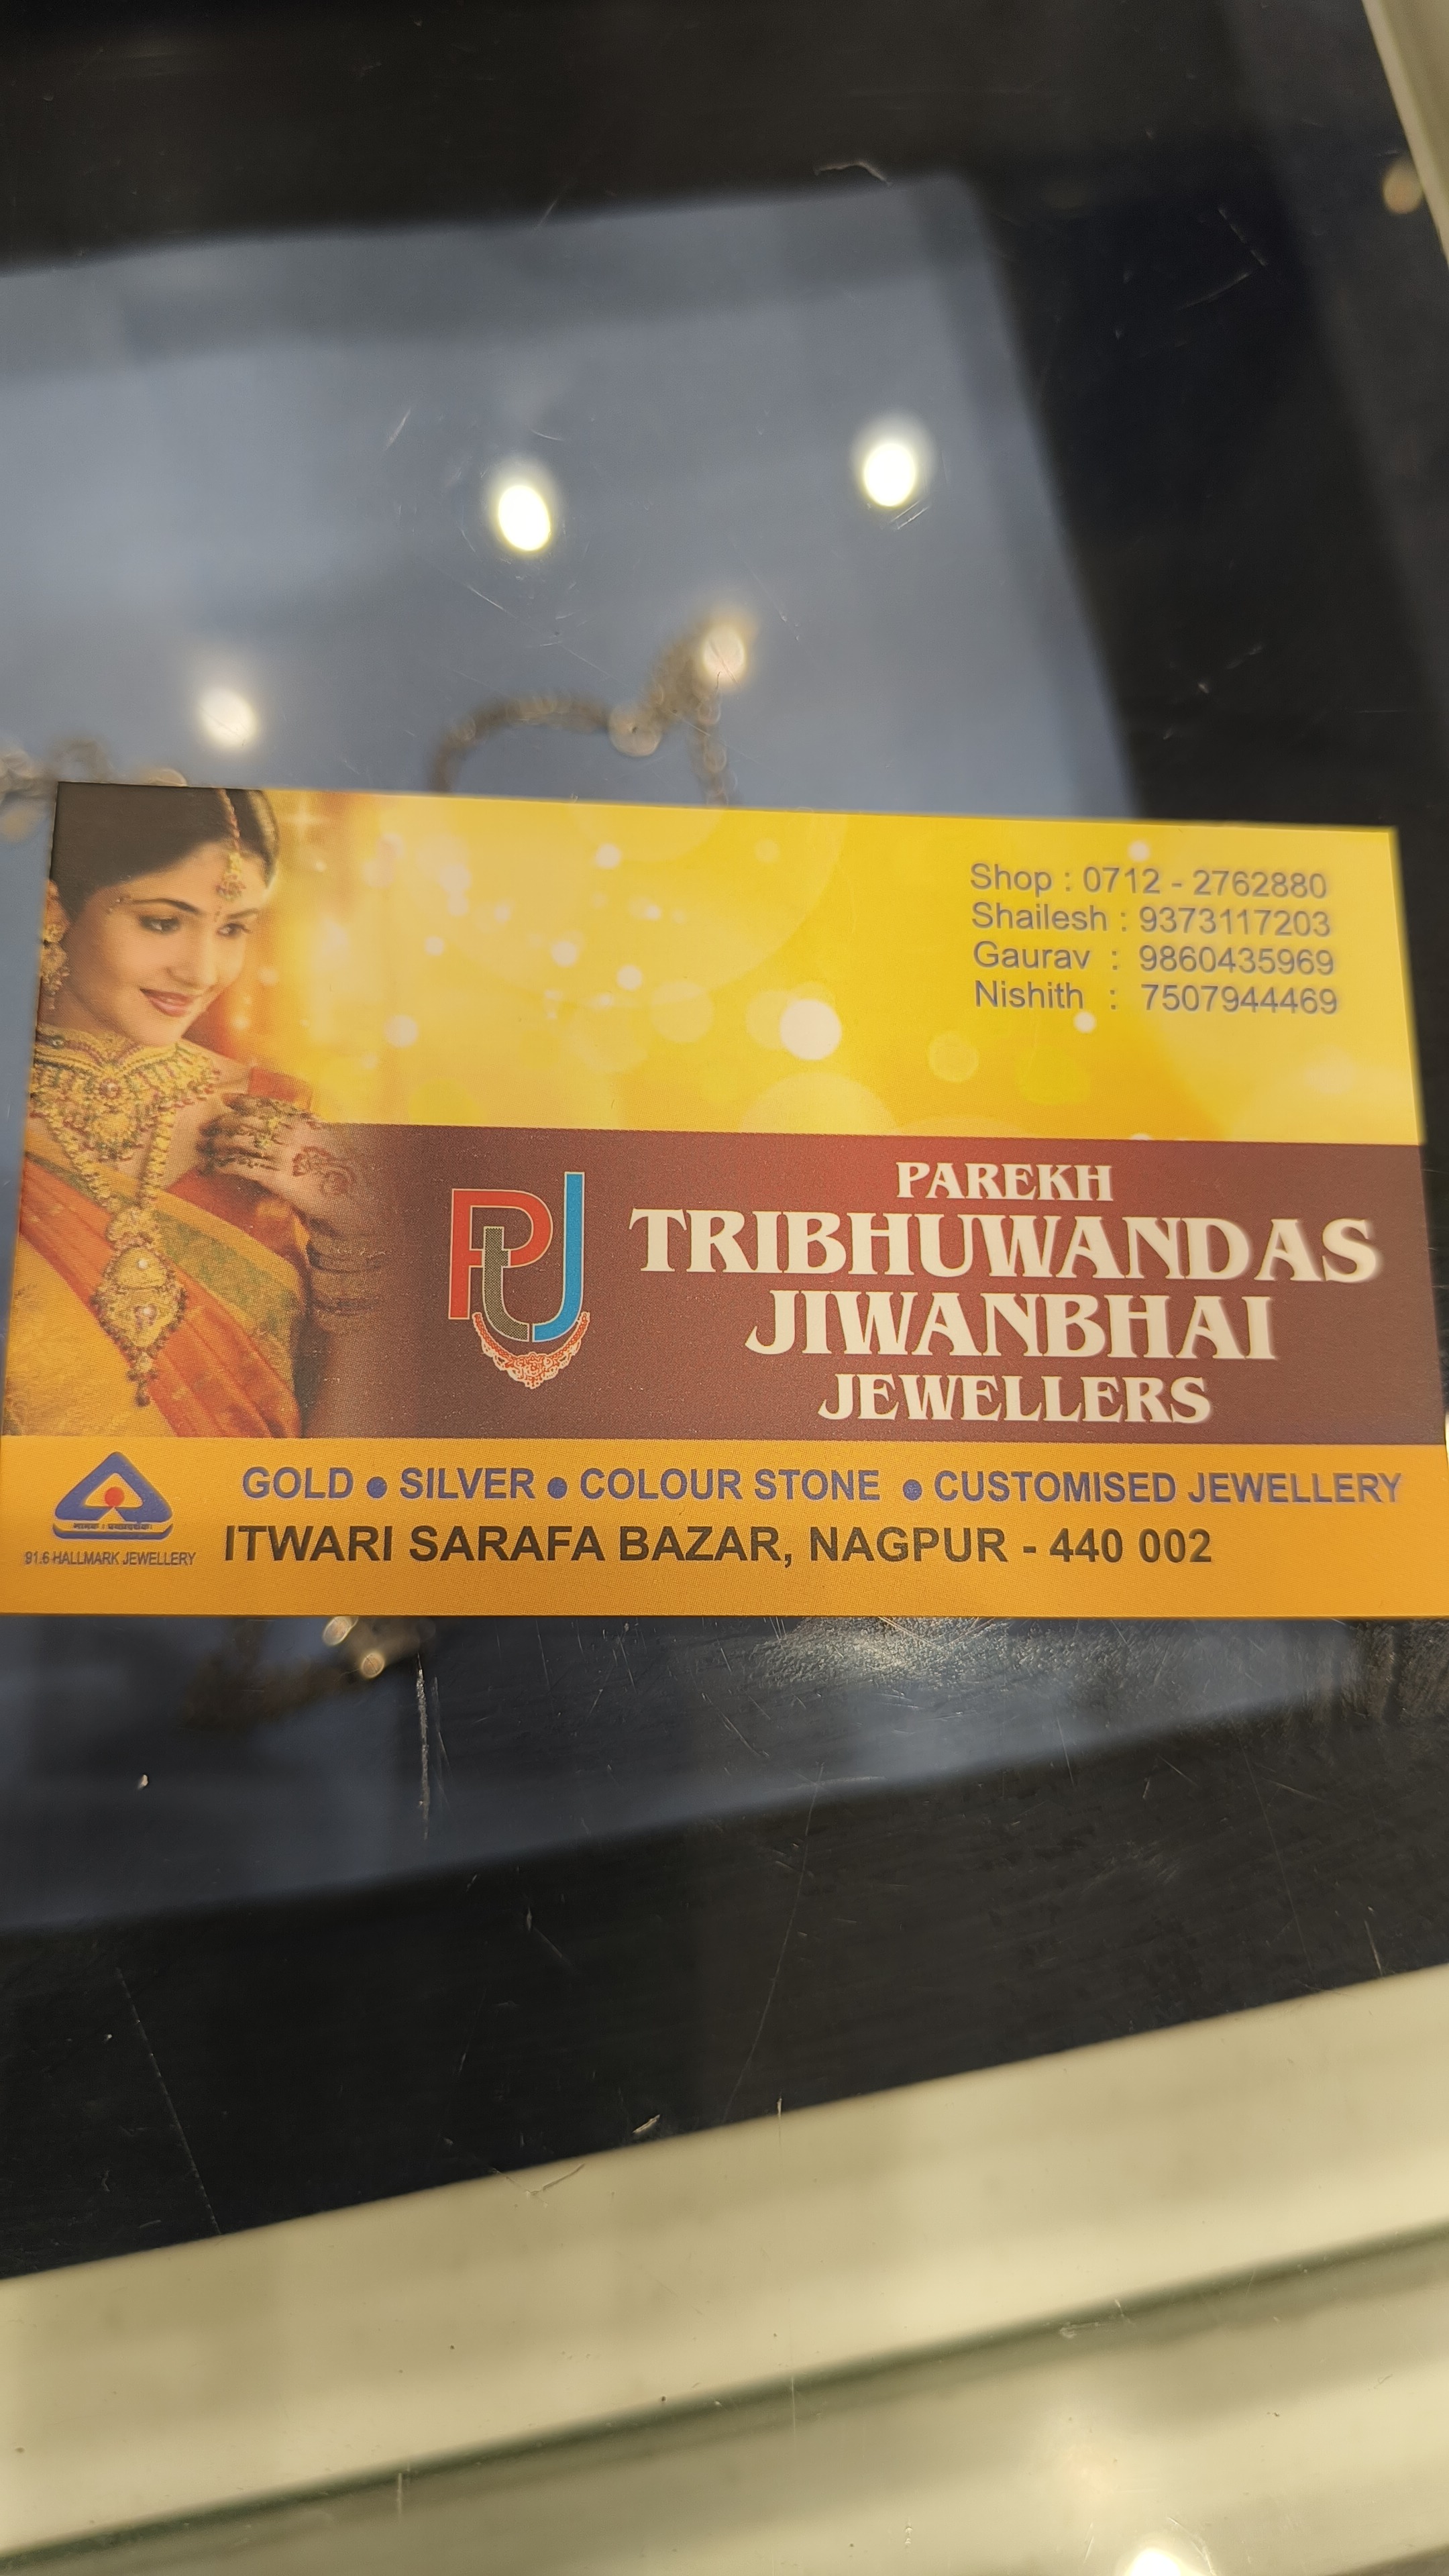 Shop : 0712 - 2762880
Shailesh : 9373117203
Gaurav : 9860435969
Nishith : 7507944469
PTJ
PAREKH
TRIBHUWANDAS
JIWANBHAI
JEWELLERS
GOLD ● SILVER ● COLOUR STONE ● CUSTOMISED JEWELLERY
91.6 HALLMARK JEWELLERY
ITWARI SARAFA BAZAR, NAGPUR - 440 002